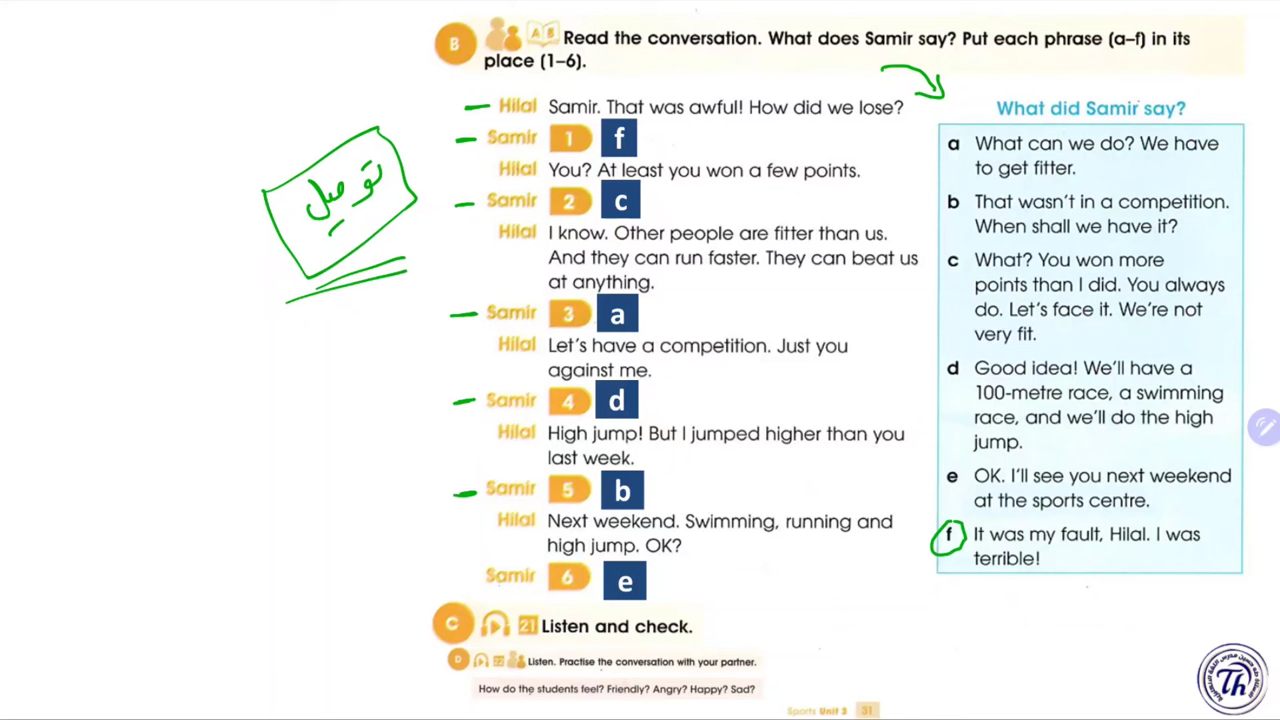 B
Read the conversation. What does Samir say? Put each phrase (a–f) in its
place (1–6).
Hilal Samir. That was awful! How did we lose?
Samir 1 f
Hilal You? At least you won a few points.
Samir 2 c
Hilal I know. Other people are fitter than us.
And they can run faster. They can beat us
at anything.
Samir 3 a
Hilal Let's have a competition. Just you
against me.
Samir 4 d
Hilal High jump! But I jumped higher than you
last week.
Samir 5 b
Hilal Next weekend. Swimming, running and
high jump. OK?
Samir 6 e
What did Samir say?
a What can we do? We have
to get fitter.
b That wasn't in a competition.
When shall we have it?
c What? You won more
points than I did. You always
do. Let's face it. We're not
very fit.
d Good idea! We'll have a
100-metre race, a swimming
race, and we'll do the high
jump.
e OK. I'll see you next weekend
at the sports centre.
f It was my fault, Hilal. I was
terrible!
توصيل
C 21 Listen and check.
D 22 Listen. Practise the conversation with your partner.
How do the students feel? Friendly? Angry? Happy? Sad?
Sports Unit 3 31
Th